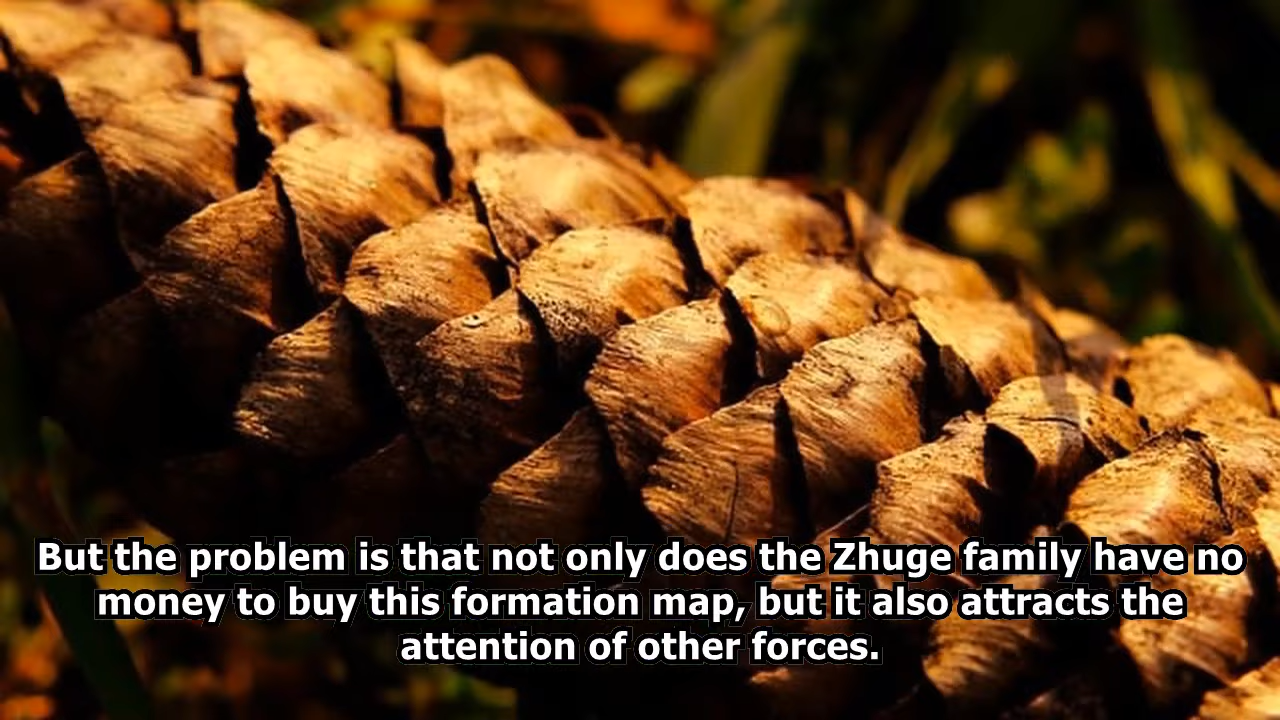 But the problem is that not only does the Zhuge family have no
money to buy this formation map, but it also attracts the
attention of other forces.